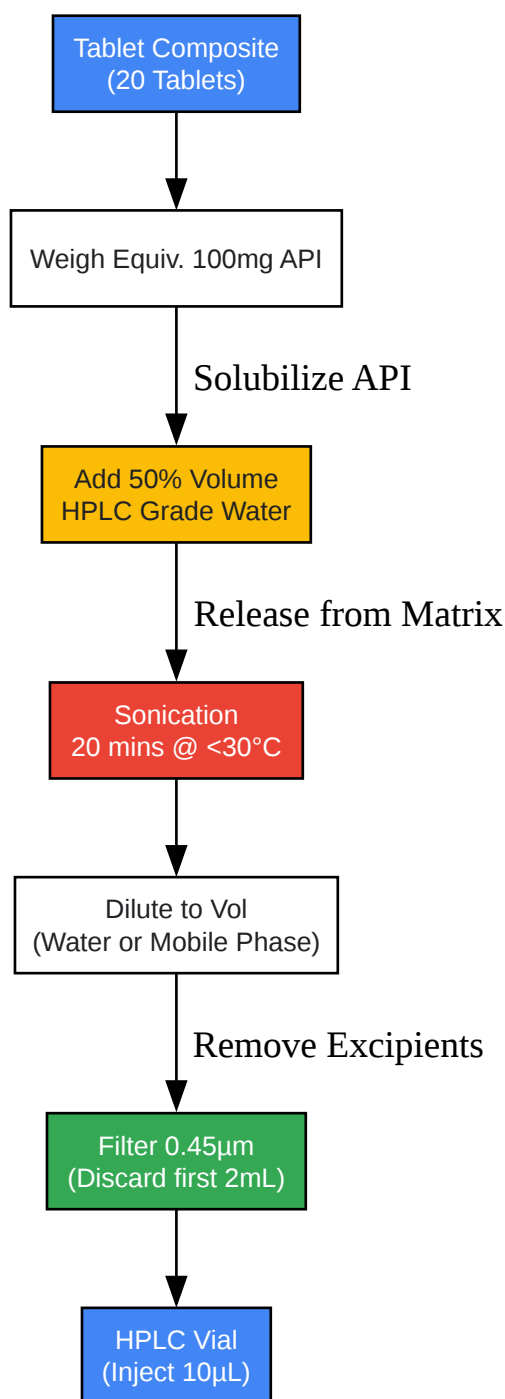 Tablet Composite
(20 Tablets)
Weigh Equiv. 100mg API
Solubilize API
Add 50% Volume
HPLC Grade Water
Release from Matrix
Sonication
20 mins @ <30°C
Dilute to Vol
(Water or Mobile Phase)
Remove Excipients
Filter 0.45µm
(Discard first 2mL)
HPLC Vial
(Inject 10µL)